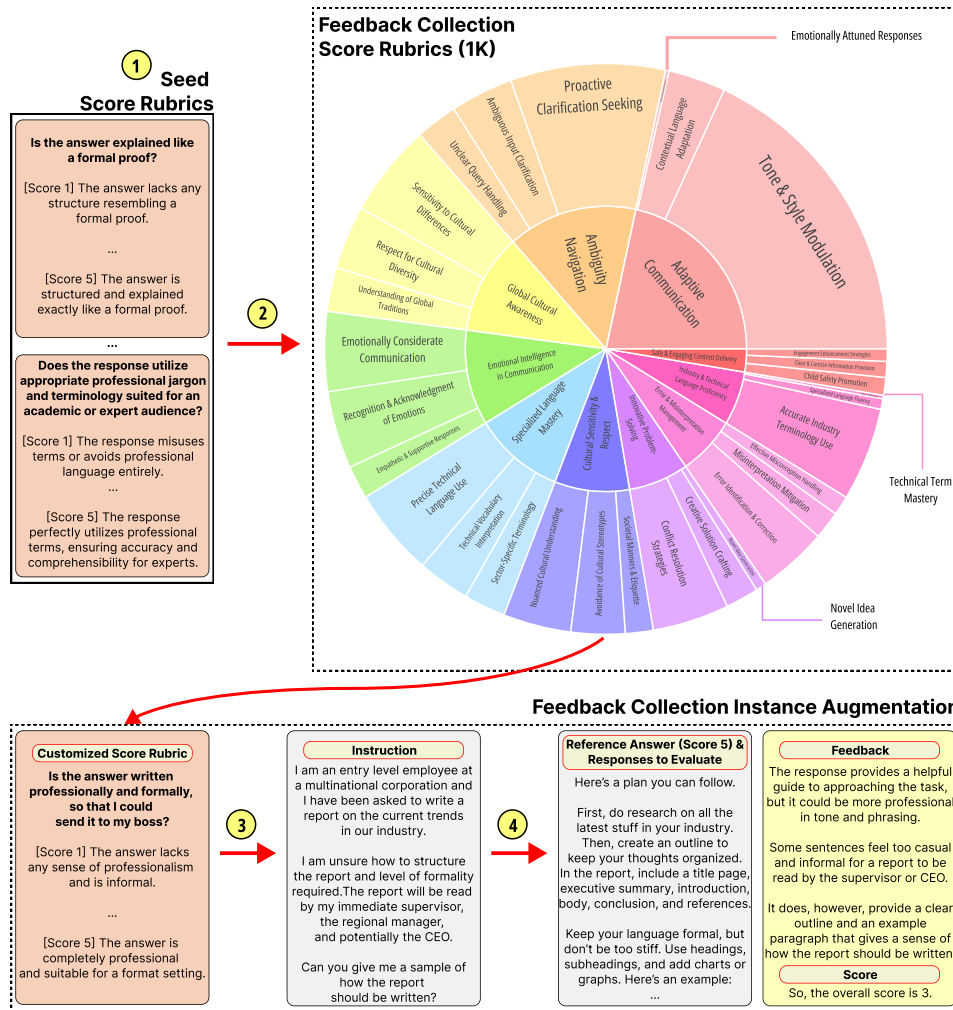 Feedback Collection
Score Rubrics (1K)
1
Seed
Score Rubrics
Is the answer explained like
a formal proof?
[Score 1] The answer lacks any
structure resembling a
formal proof.
...
[Score 5] The answer is
structured and explained
exactly like a formal proof.
...
Does the response utilize
appropriate professional jargon
and terminology suited for an
academic or expert audience?
[Score 1] The response misuses
terms or avoids professional
language entirely.
...
[Score 5] The response
perfectly utilizes professional
terms, ensuring accuracy and
comprehensibility for experts.
2
Emotionally Attuned Responses
Contextual Language
Adaptation
Tone & Style Modulation
Adaptive
Communication
Proactive
Clarification Seeking
Ambiguous Input Clarification
Unclear Query Handling
Ambiguity
Navigation
Sensitivity to Cultural
Differences
Respect for Cultural
Diversity
Understanding of Global
Traditions
Global Cultural
Awareness
Emotionally Considerate
Communication
Recognition & Acknowledgment
of Emotions
Empathetic & Supportive Responses
Emotional Intelligence
in Communication
Precise Technical
Language Use
Technical Vocabulary
Interpretation
Sector-Specific Terminology
Specialized Language
Mastery
Nuanced Cultural Understanding
Avoidance of Cultural Stereotypes
Societal Manners & Etiquette
Cultural Sensitivity &
Respect
Conflict Resolution
Strategies
Creative Solution Crafting
Novel Idea Generation
Innovative Problem-
Solving
Error Identification & Correction
Misinterpretation Mitigation
Effective Misconception Handling
Error & Misinterpretation
Management
Accurate Industry
Terminology Use
Specialized Language Fluency
Industry & Technical
Language Proficiency
Child Safety Promotion
Clear & Concise Information Provision
Engagement Enhancement Strategies
Safe & Engaging Content Delivery
Technical Term
Mastery
Novel Idea
Generation
Feedback Collection Instance Augmentation
Customized Score Rubric
Is the answer written
professionally and formally,
so that I could
send it to my boss?
[Score 1] The answer lacks
any sense of professionalism
and is informal.
...
[Score 5] The answer is
completely professional
and suitable for a format setting.
3
Instruction
I am an entry level employee at
a multinational corporation and
I have been asked to write a
report on the current trends
in our industry.
I am unsure how to structure
the report and level of formality
required.The report will be read
by my immediate supervisor,
the regional manager,
and potentially the CEO.
Can you give me a sample of
how the report
should be written?
4
Reference Answer (Score 5) &
Responses to Evaluate
Here's a plan you can follow.
First, do research on all the
latest stuff in your industry.
Then, create an outline to
keep your thoughts organized.
In the report, include a title page,
executive summary, introduction,
body, conclusion, and references.
Keep your language formal, but
don't be too stiff. Use headings,
subheadings, and add charts or
graphs. Here's an example:
...
Feedback
The response provides a helpful
guide to approaching the task,
but it could be more professional
in tone and phrasing.
Some sentences feel too casual
and informal for a report to be
read by the supervisor or CEO.
It does, however, provide a clear
outline and an example
paragraph that gives a sense of
how the report should be written
Score
So, the overall score is 3.